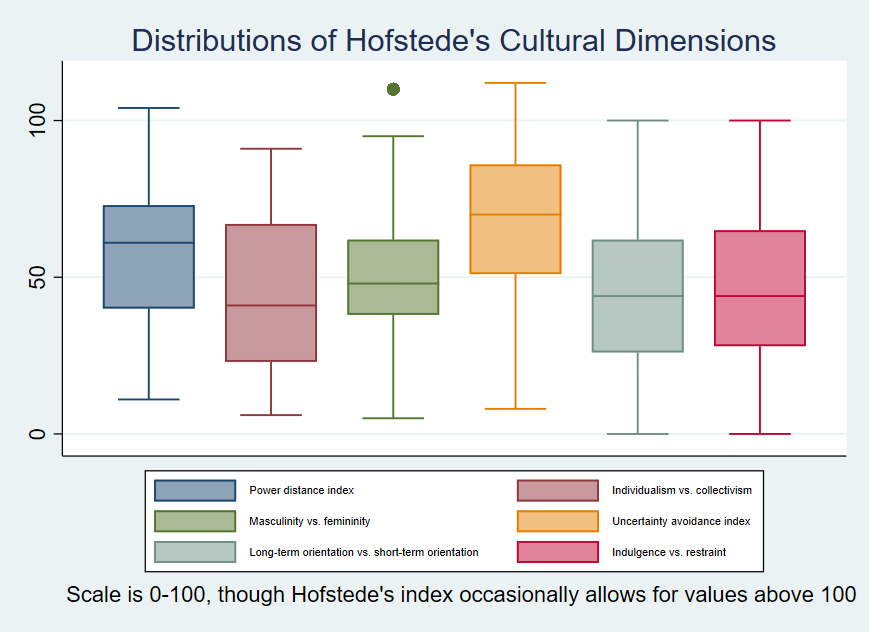 Distributions of Hofstede's Cultural Dimensions
100
50
0
Power distance index
Individualism vs. collectivism
Masculinity vs. femininity
Uncertainty avoidance index
Long-term orientation vs. short-term orientation
Indulgence vs. restraint
Scale is 0-100, though Hofstede's index occasionally allows for values above 100